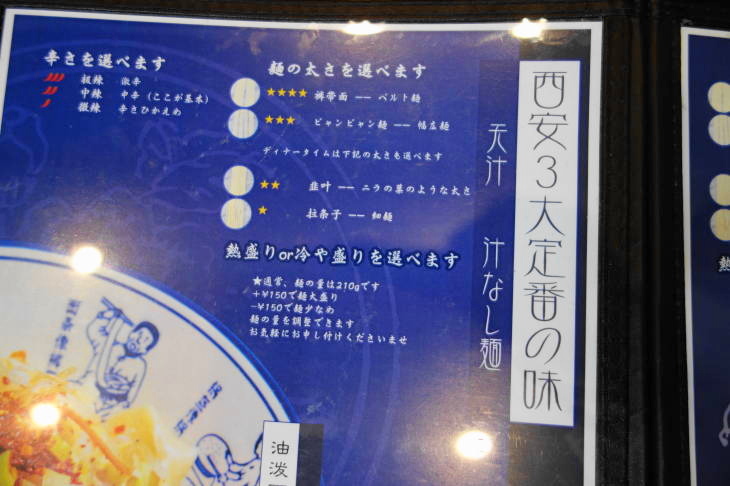 西安3大定番の味
无汁 汁なし麺
辛さを選べます
极辣 激辛
中辣 中辛(ここが基本)
微辣 辛さひかえめ
麺の太さを選べます
★★★★ 裤带面 ―― ベルト麺
★★★ ビャンビャン麺 ―― 幅広麺
ディナータイムは下記の太さも選べます
★★ 韭叶 ―― ニラの葉のような太さ
★ 拉条子 ―― 細麺
熱盛りor冷や盛りを選べます
★通常、麺の量は210gです
+¥150で麺大盛り
-¥150で麺少なめ
麺の量を調整できます
お気軽にお申し付けくださいませ
油泼